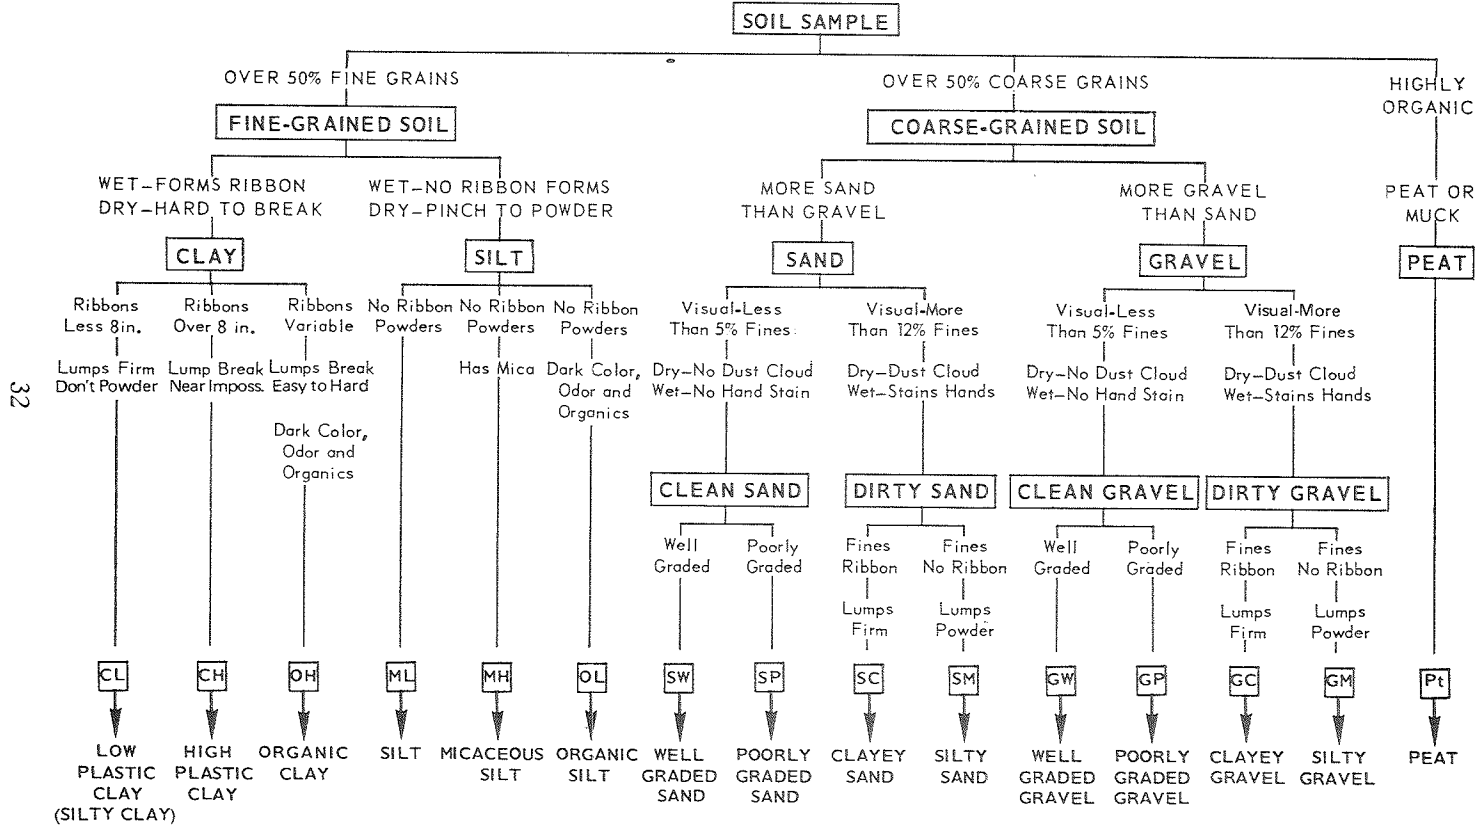 SOIL SAMPLE
OVER 50% FINE GRAINS
OVER 50% COARSE GRAINS
HIGHLY
ORGANIC
FINE-GRAINED SOIL
COARSE-GRAINED SOIL
WET-FORMS RIBBON
DRY-HARD TO BREAK
WET-NO RIBBON FORMS
DRY-PINCH TO POWDER
MORE SAND
THAN GRAVEL
MORE GRAVEL
THAN SAND
PEAT OR
MUCK
CLAY
SILT
SAND
GRAVEL
PEAT
Ribbons
Less 8in.
Ribbons
Over 8 in.
Ribbons
Variable
No Ribbon
Powders
No Ribbon
Powders
No Ribbon
Powders
Visual-Less
Than 5% Fines
Visual-More
Than 12% Fines
Visual-Less
Than 5% Fines
Visual-More
Than 12% Fines
Lumps Firm
Don't Powder
Lump Break
Near Imposs.
Lumps Break
Easy to Hard
Has Mica
Dark Color,
Odor and
Organics
Dry-No Dust Cloud
Wet-No Hand Stain
Dry-Dust Cloud
Wet-Stains Hands
Dry-No Dust Cloud
Wet-No Hand Stain
Dry-Dust Cloud
Wet-Stains Hands
32
Dark Color,
Odor and
Organics
CLEAN SAND
DIRTY SAND
CLEAN GRAVEL
DIRTY GRAVEL
Well
Graded
Poorly
Graded
Fines
Ribbon
Fines
No Ribbon
Well
Graded
Poorly
Graded
Fines
Ribbon
Fines
No Ribbon
Lumps
Firm
Lumps
Powder
Lumps
Firm
Lumps
Powder
CL
CH
OH
ML
MH
OL
SW
SP
SC
SM
GW
GP
GC
GM
Pt
LOW
PLASTIC
CLAY
(SILTY CLAY)
HIGH
PLASTIC
CLAY
ORGANIC
CLAY
SILT
MICACEOUS
SILT
ORGANIC
SILT
WELL
GRADED
SAND
POORLY
GRADED
SAND
CLAYEY
SAND
SILTY
SAND
WELL
GRADED
GRAVEL
POORLY
GRADED
GRAVEL
CLAYEY
GRAVEL
SILTY
GRAVEL
PEAT